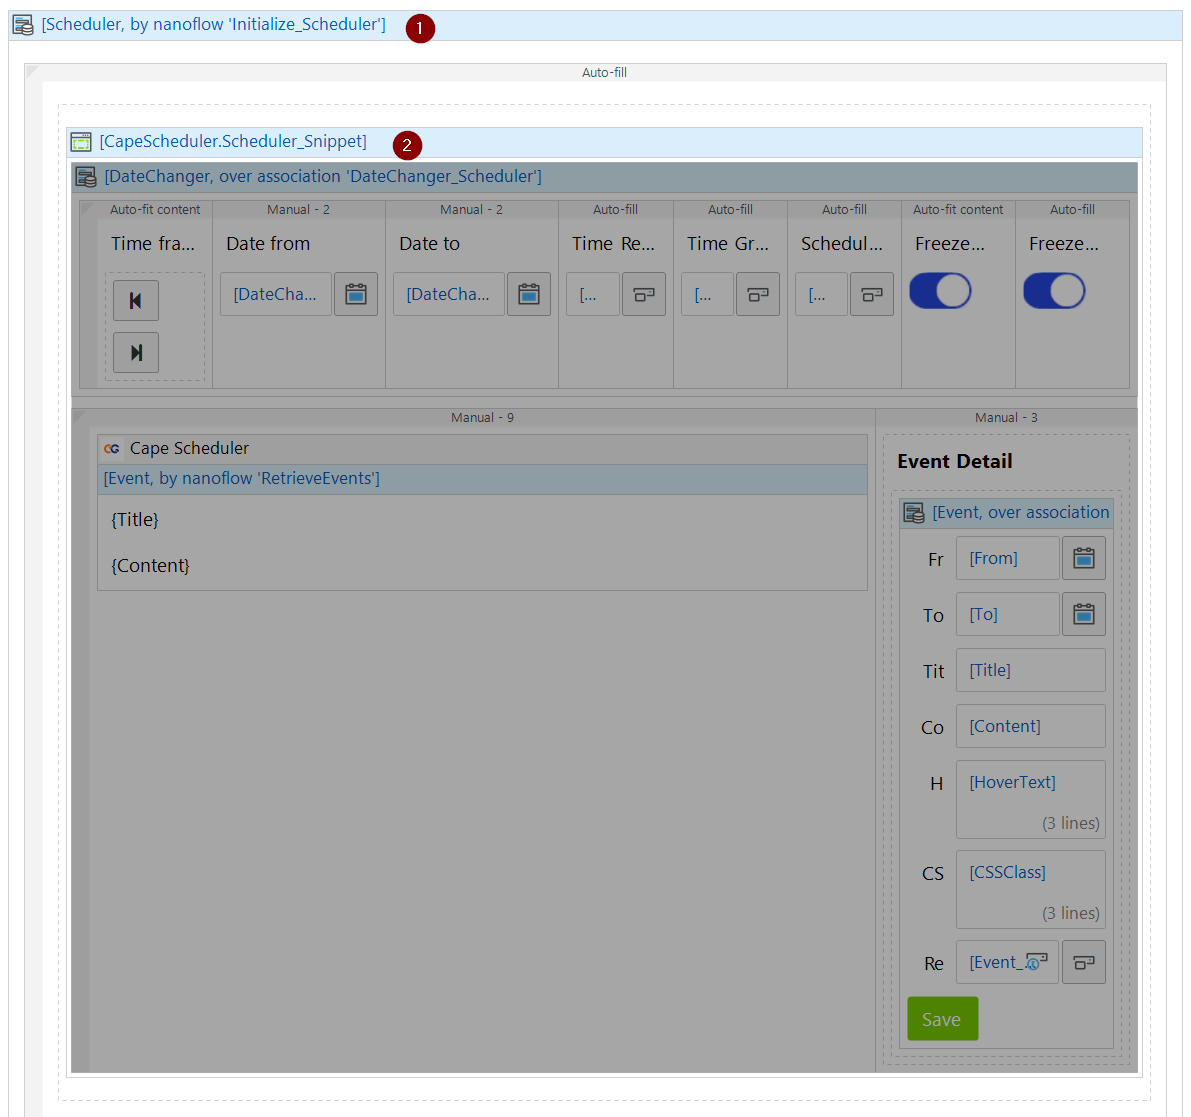 [Scheduler, by nanoflow 'Initialize_Scheduler']
1
Auto-fill
[CapeScheduler.Scheduler_Snippet]
2
[DateChanger, over association 'DateChanger_Scheduler']
Auto-fit content
Manual - 2
Manual - 2
Auto-fill
Auto-fill
Auto-fill
Auto-fit content
Auto-fill
Time fra...
Date from
Date to
Time Re...
Time Gr...
Schedul...
Freeze...
Freeze...
[DateCha...
[DateCha...
[...
[...
[...
Manual - 9
Manual - 3
CG Cape Scheduler
[Event, by nanoflow 'RetrieveEvents']
{Title}
{Content}
Event Detail
[Event, over association
Fr [From]
To [To]
Tit [Title]
Co [Content]
H [HoverText]
(3 lines)
CS [CSSClass]
(3 lines)
Re [Event_...
Save